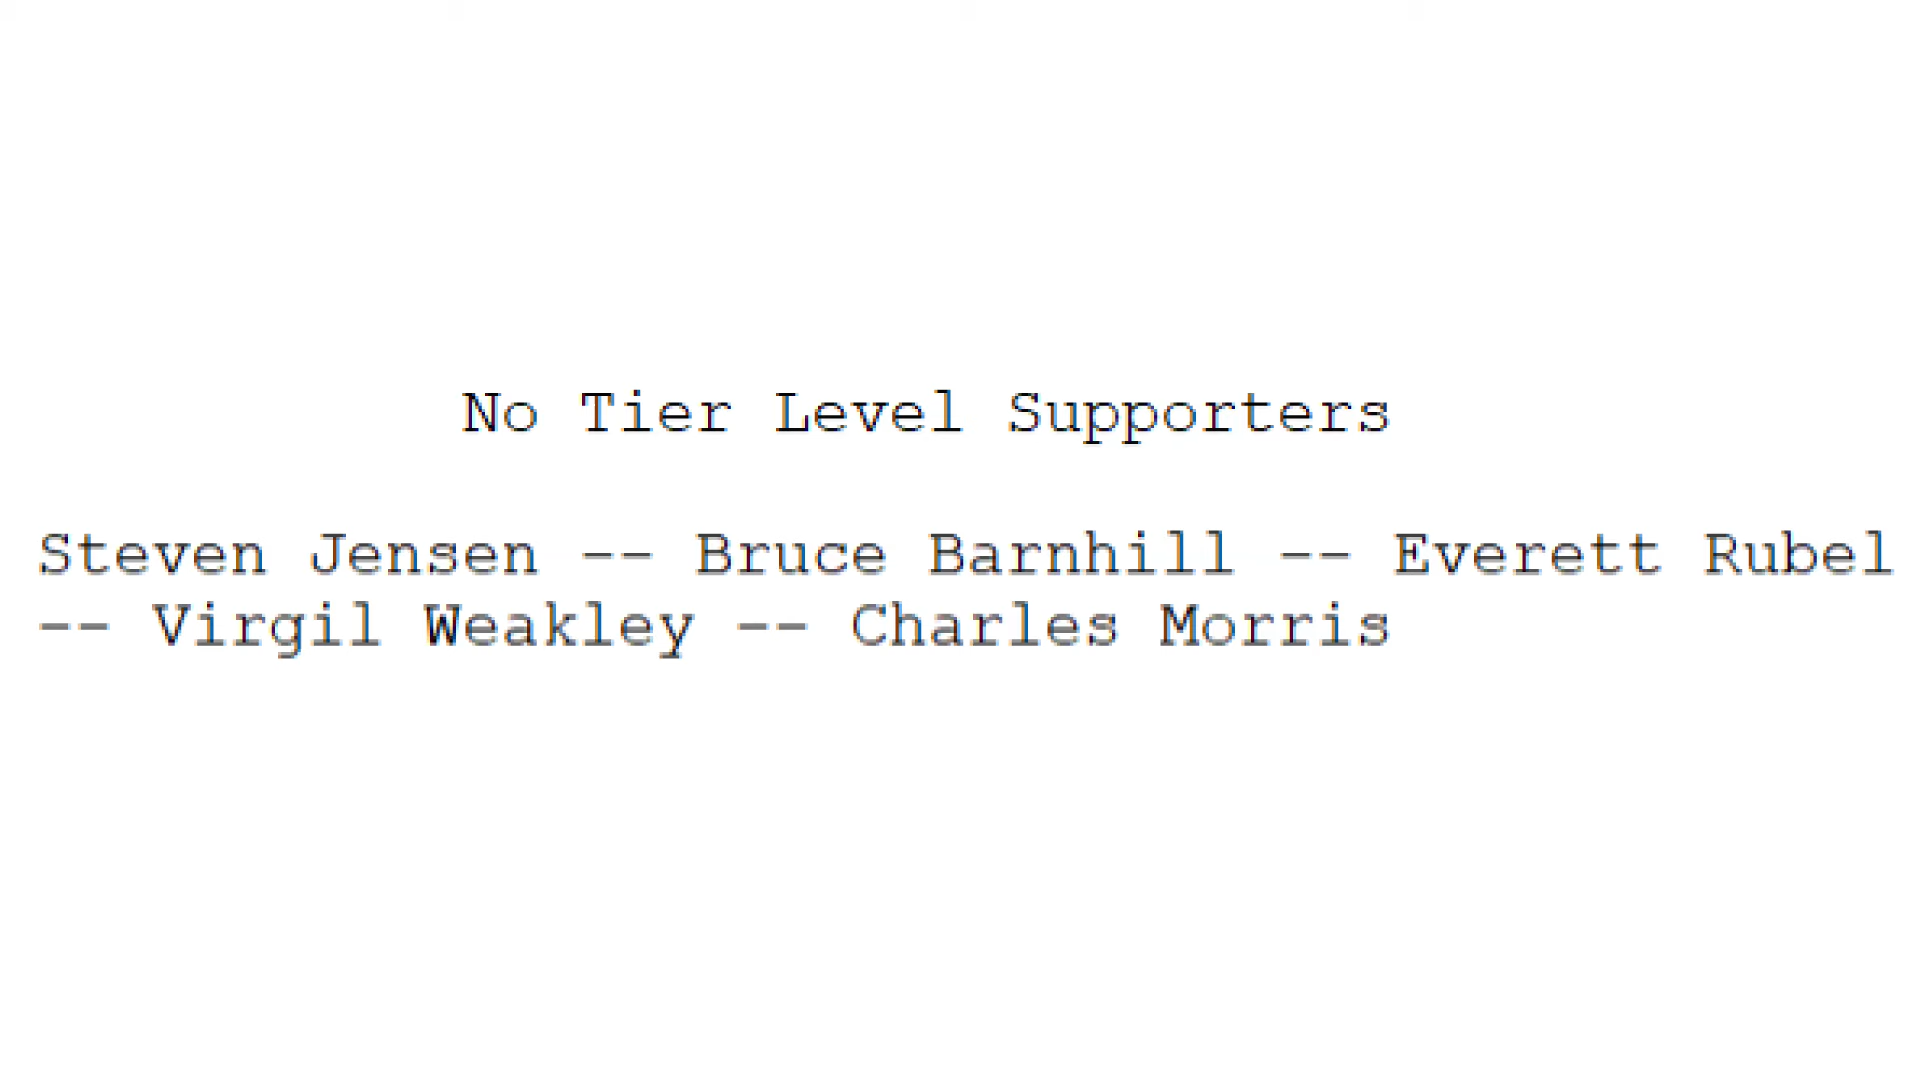 No Tier Level Supporters
Steven Jensen -- Bruce Barnhill -- Everett Rubel
-- Virgil Weakley -- Charles Morris